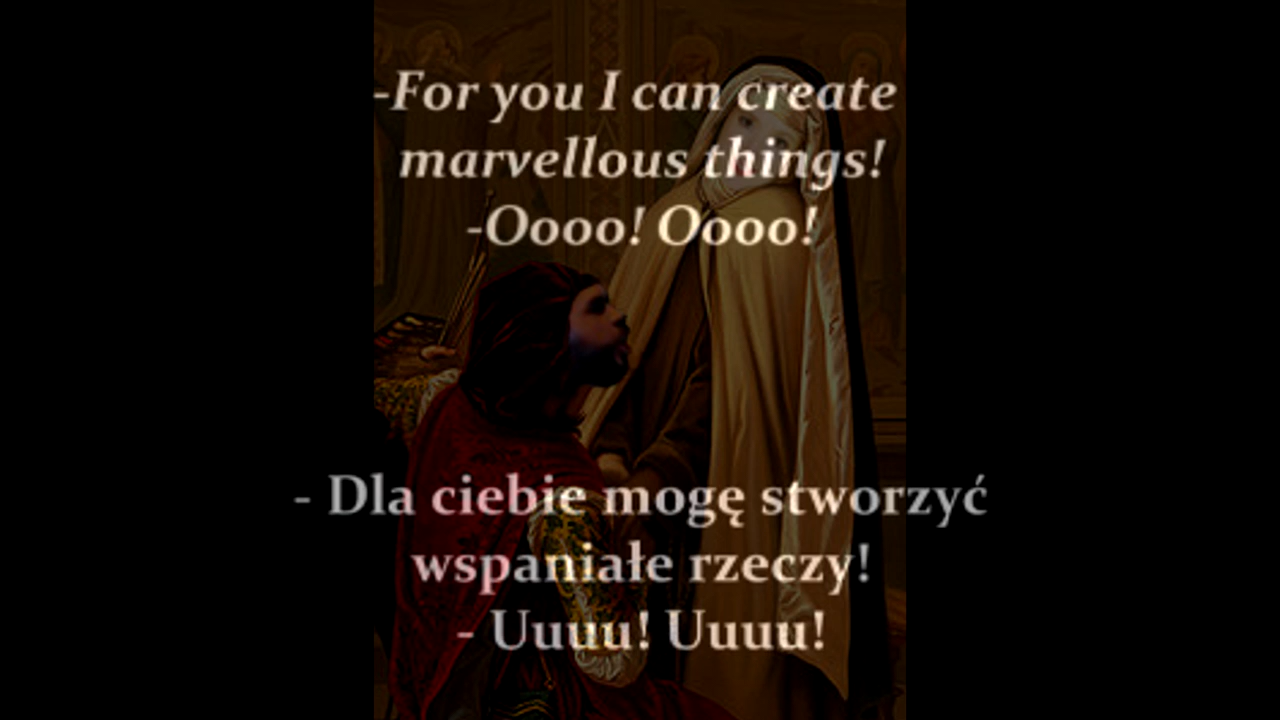 -For you I can create
marvellous things!
-Oooo! Oooo!
- Dla ciebie mogę stworzyć
wspaniałe rzeczy!
- Uuuu! Uuuu!